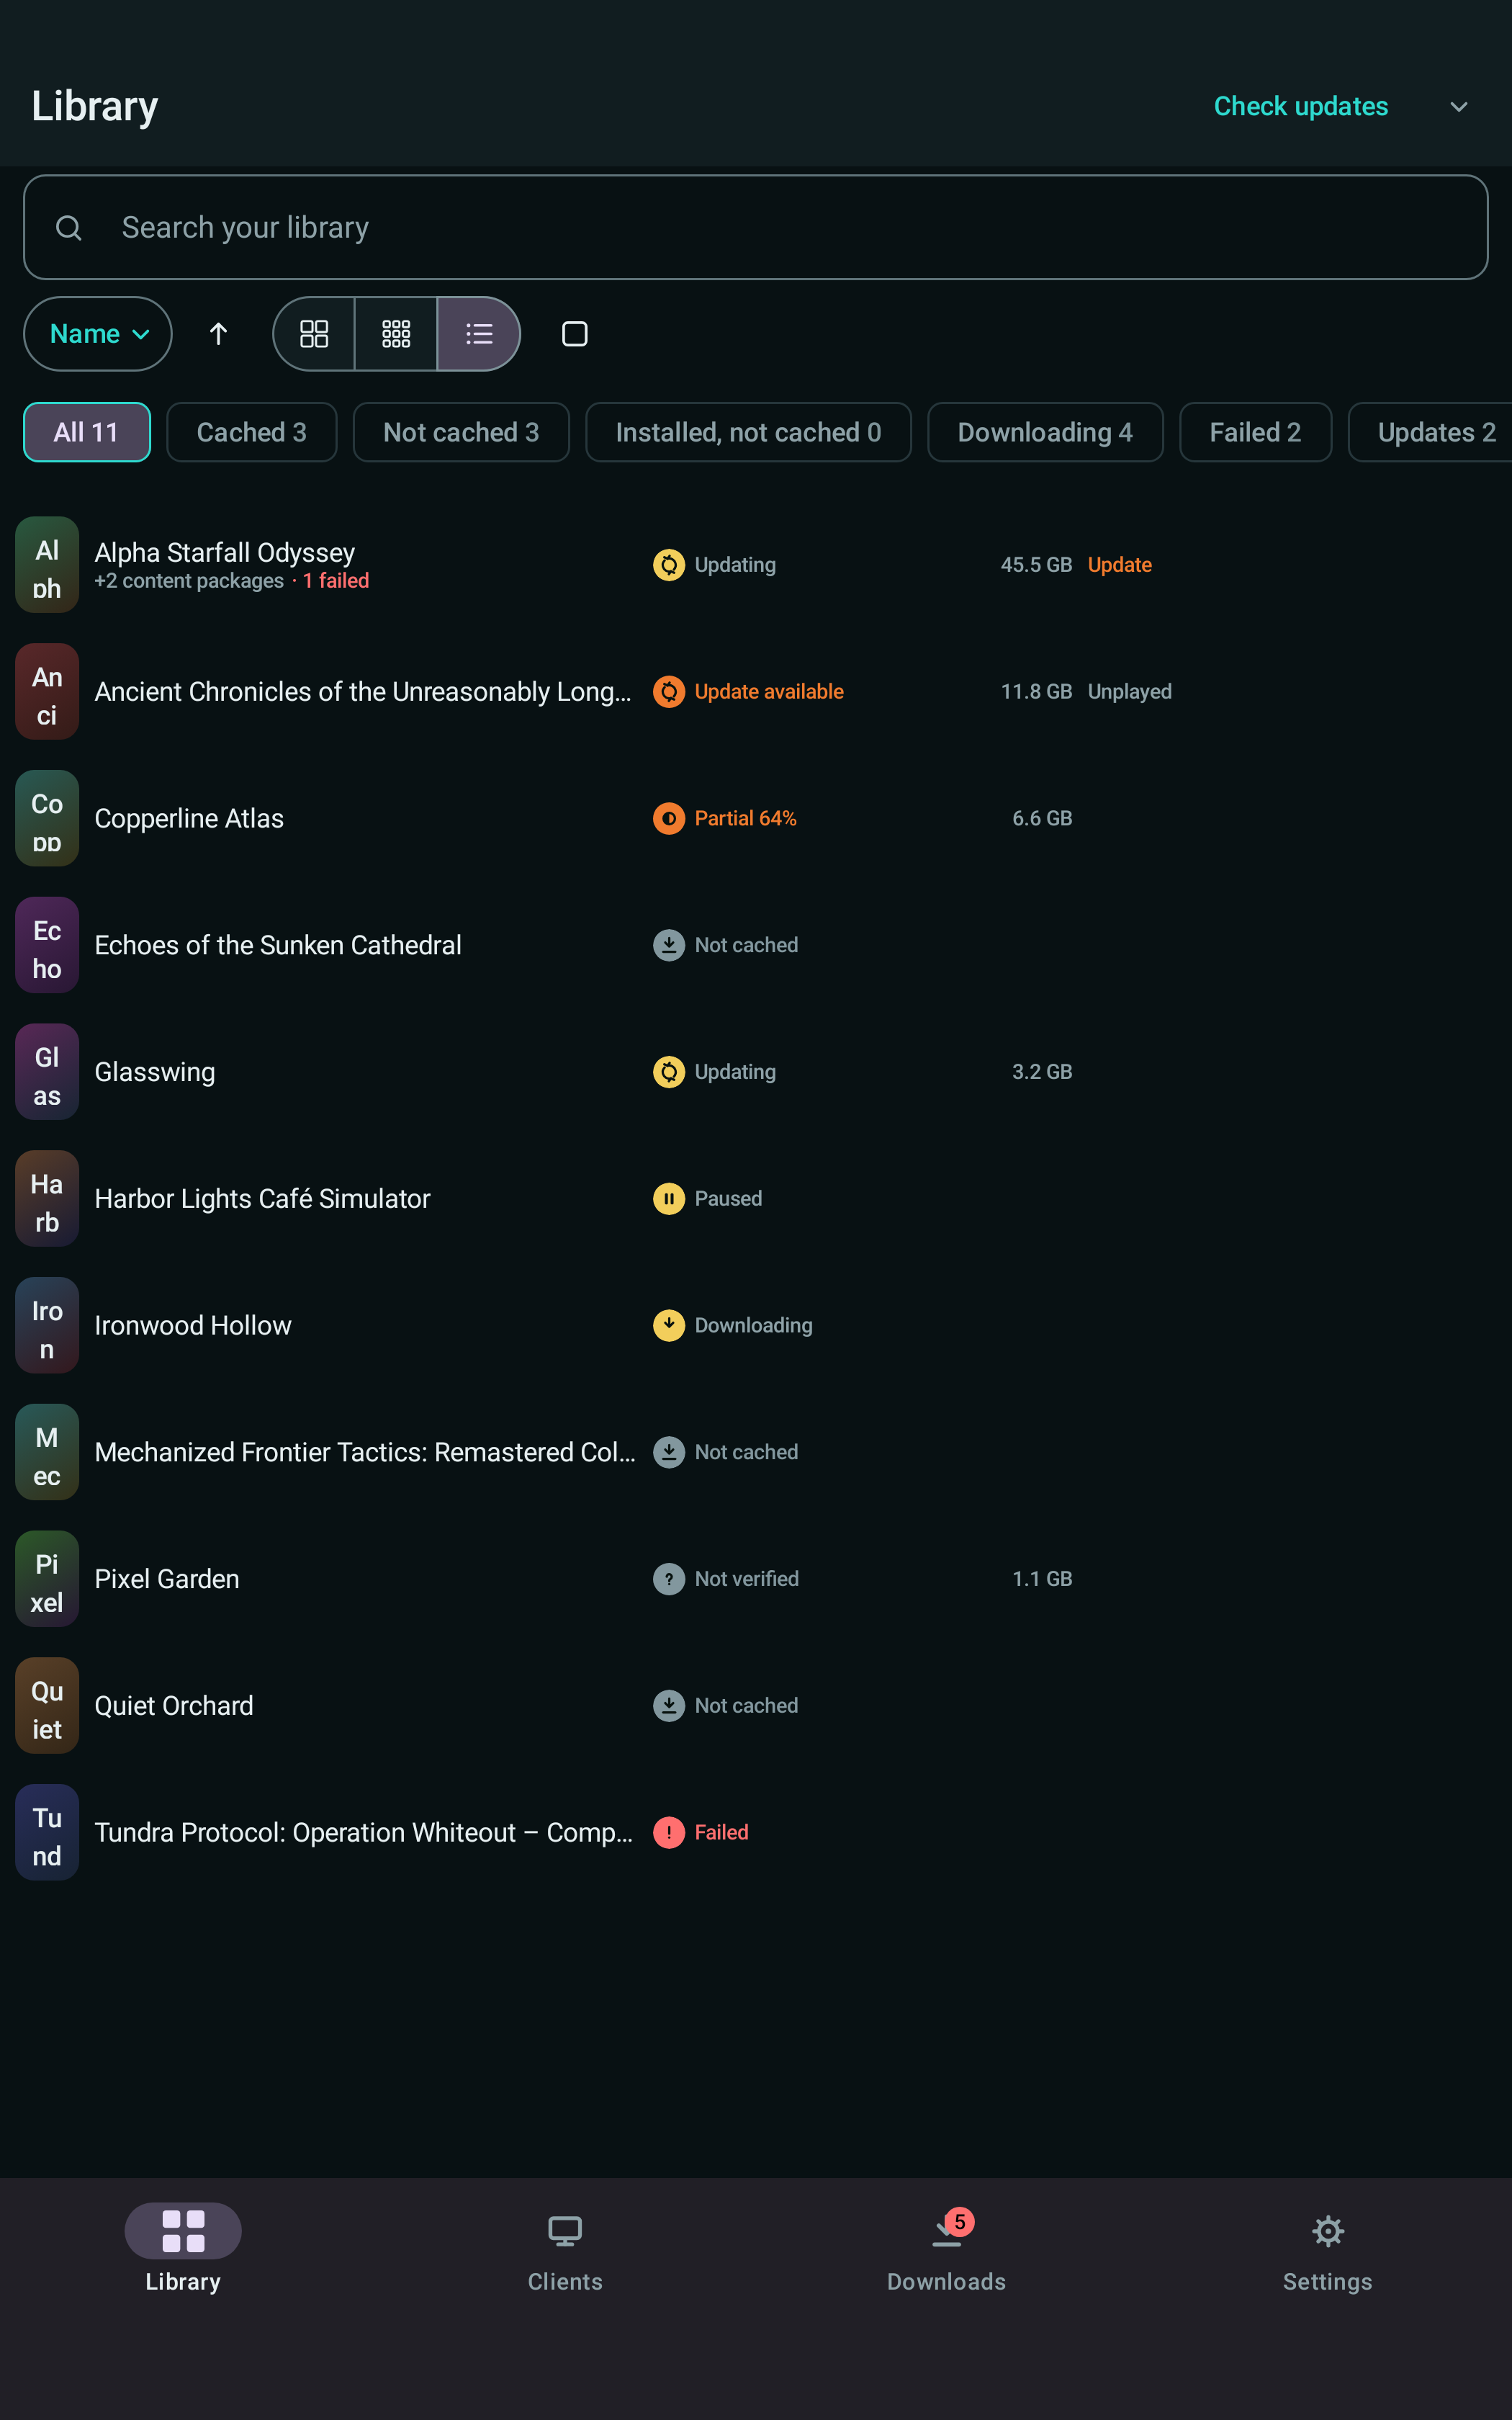 Library
Check updates
Search your library
Name
All 11
Cached 3
Not cached 3
Installed, not cached 0
Downloading 4
Failed 2
Updates 2
Al
ph
Alpha Starfall Odyssey
+2 content packages · 1 failed
Updating
45.5 GB
Update
An
ci
Ancient Chronicles of the Unreasonably Long...
Update available
11.8 GB
Unplayed
Co
pp
Copperline Atlas
Partial 64%
6.6 GB
Ec
ho
Echoes of the Sunken Cathedral
Not cached
Gl
as
Glasswing
Updating
3.2 GB
Ha
rb
Harbor Lights Café Simulator
Paused
Iro
n
Ironwood Hollow
Downloading
M
ec
Mechanized Frontier Tactics: Remastered Col...
Not cached
Pi
xel
Pixel Garden
? Not verified
1.1 GB
Qu
iet
Quiet Orchard
Not cached
Tu
nd
Tundra Protocol: Operation Whiteout – Comp...
! Failed
5
Library
Clients
Downloads
Settings